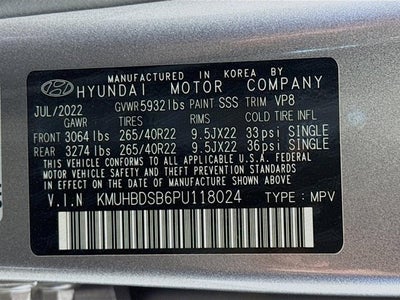 MANUFACTURED IN KOREA BY
HYUNDAI MOTOR COMPANY
JUL/2022 GVWR 5932 lbs PAINT SSS TRIM VP8
GAWR TIRES RIMS COLD TIRE INFL
FRONT 3064 lbs 265/40R22 9.5JX22 33psi SINGLE
REAR 3274 lbs 265/40R22 9.5JX22 36psi SINGLE
THIS VEHICLE CONFORMS TO ALL APPLICABLE U.S.A FEDERAL
MOTOR VEHICLE SAFETY AND THEFT PREVENTION STANDARDS
IN EFFECT ON THE DATE OF MANUFACTURE SHOWN ABOVE.
V.I.N KMUHBDSB6PU118024 TYPE : MPV